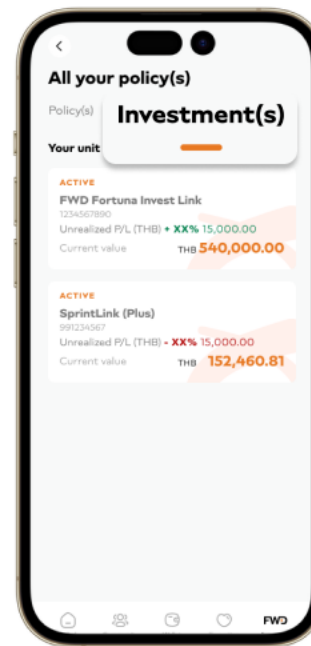 All your policy(s)
Policy(s)
Investment(s)
Your unit
ACTIVE
FWD Fortuna Invest Link
1234567890
Unrealized P/L (THB) + XX% 15,000.00
Current value THB 540,000.00
ACTIVE
SprintLink (Plus)
991234567
Unrealized P/L (THB) - XX% 15,000.00
Current value THB 152,460.81
FWD